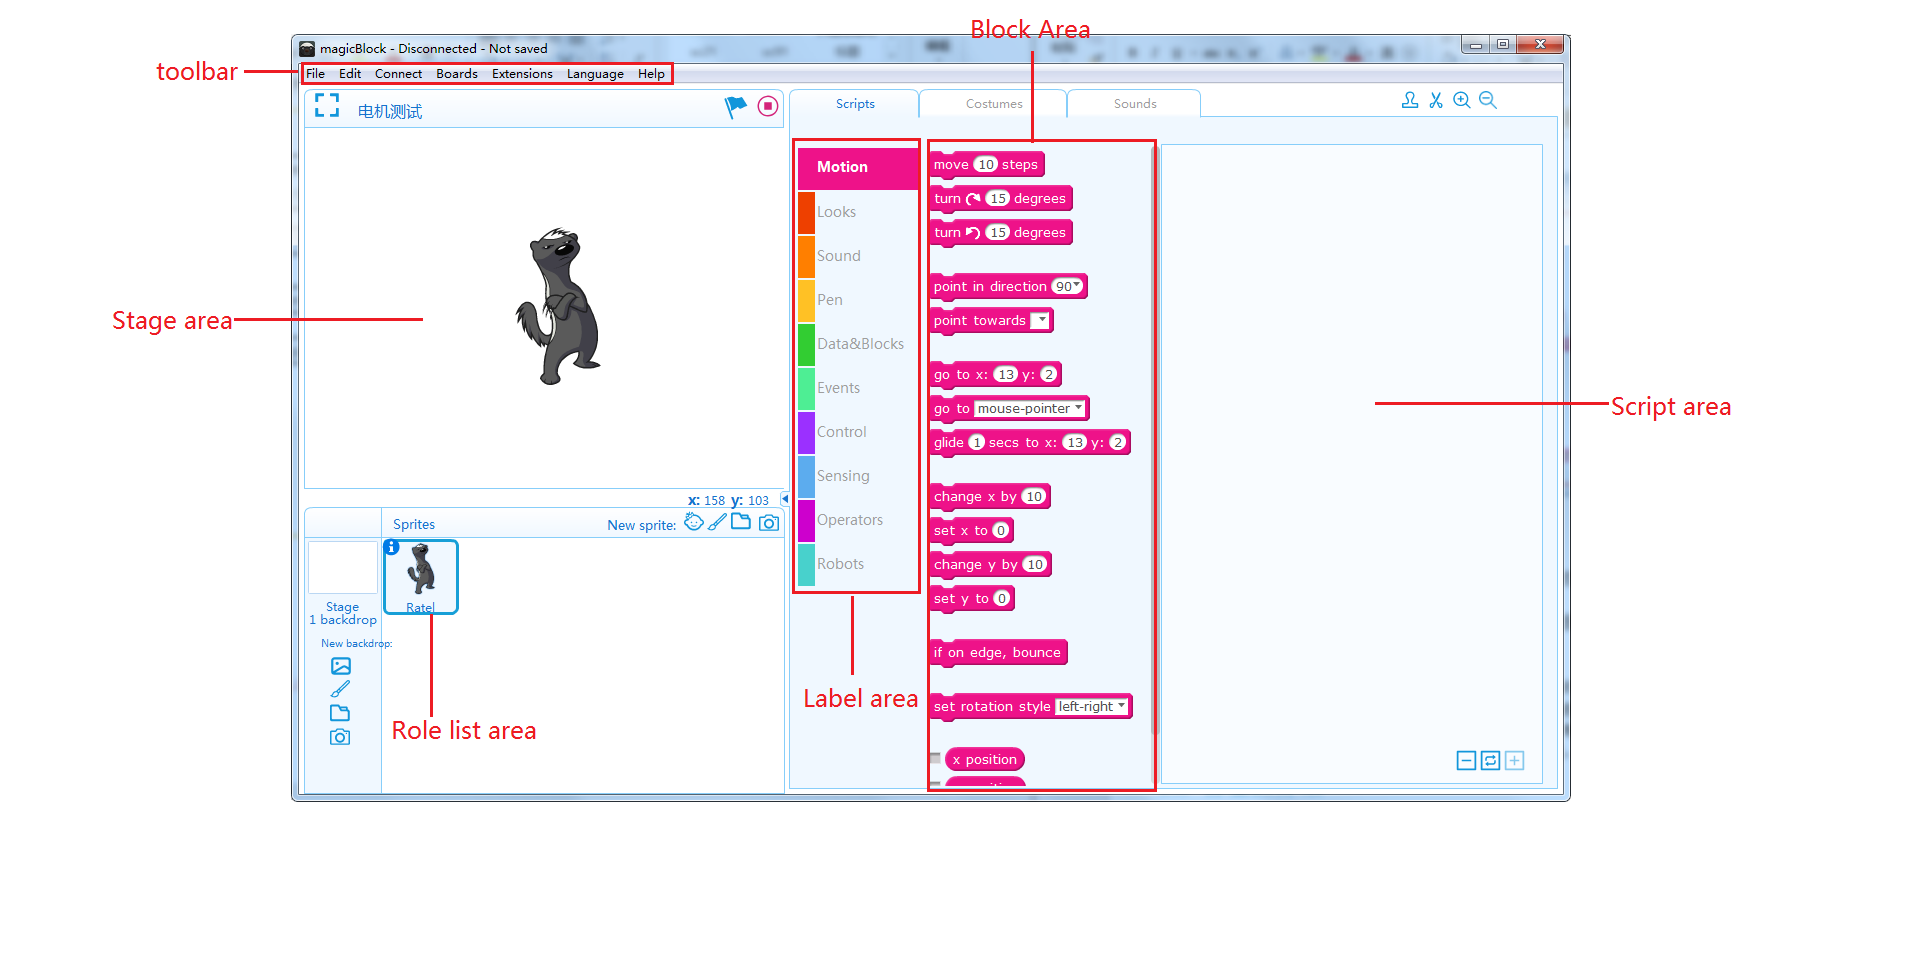 Block Area
magicBlock - Disconnected - Not saved
toolbar
File Edit Connect Boards Extensions Language Help
电机测试
Scripts Costumes Sounds
Motion
Looks
Sound
Pen
Data&Blocks
Events
Control
Sensing
Operators
Robots
move 10 steps
turn 15 degrees
turn 15 degrees
point in direction 90
point towards
go to x: 13 y: 2
go to mouse-pointer
glide 1 secs to x: 13 y: 2
change x by 10
set x to 0
change y by 10
set y to 0
if on edge, bounce
set rotation style left-right
x position
Stage area
Script area
x: 158 y: 103
Sprites New sprite:
Ratel
Stage
1 backdrop
New backdrop:
Label area
Role list area